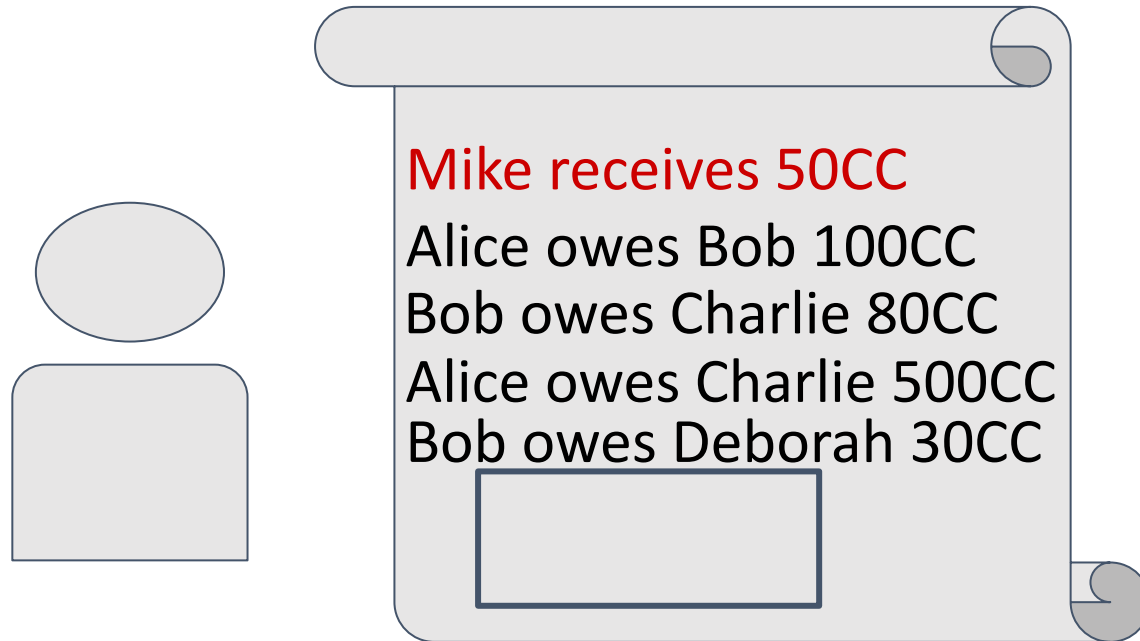 Mike receives 50CC
Alice owes Bob 100CC
Bob owes Charlie 80CC
Alice owes Charlie 500CC
Bob owes Deborah 30CC